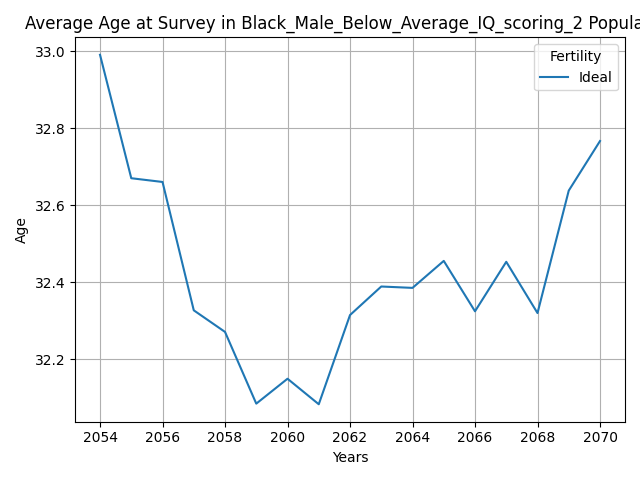 Average Age at Survey in Black_Male_Below_Average_IQ_scoring_2 Popula
33.0
32.8
32.6
32.4
32.2
Age
Fertility
Ideal
2054 2056 2058 2060 2062 2064 2066 2068 2070
Years